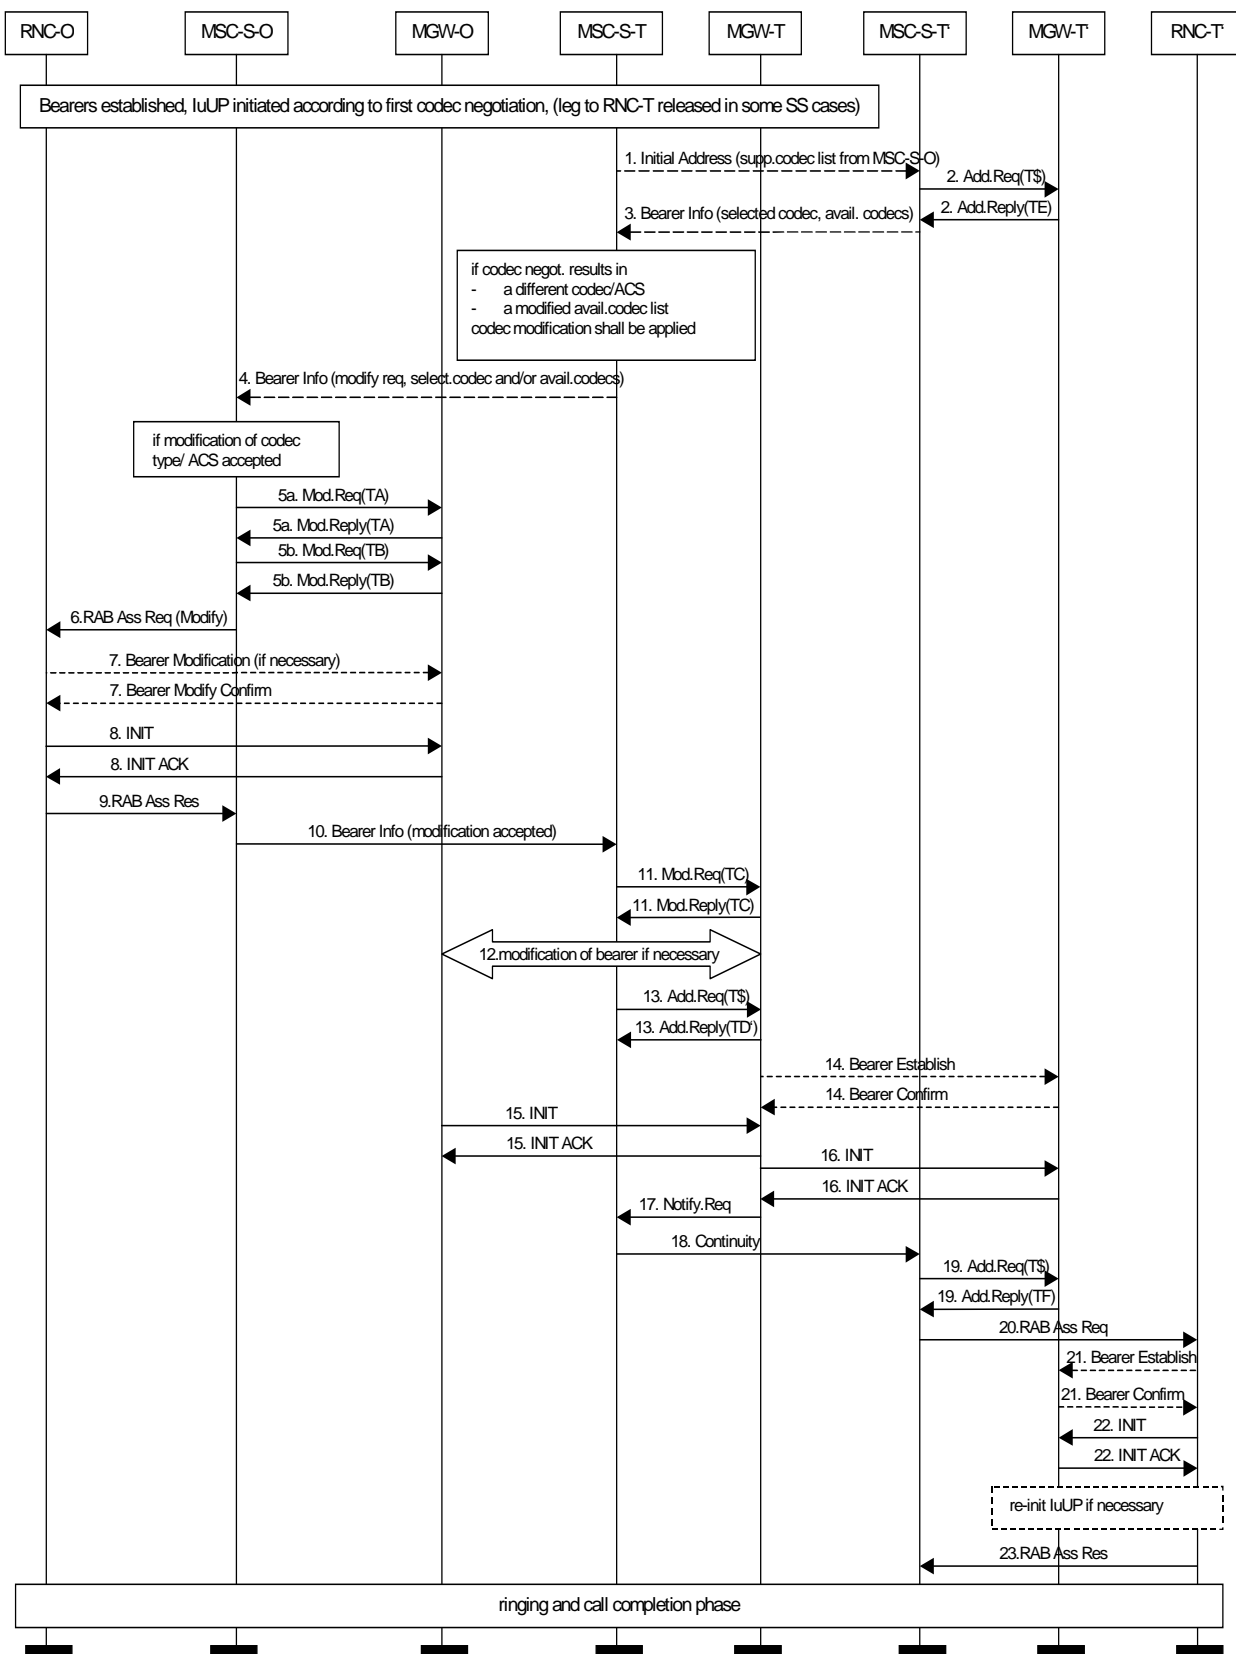 RNC-O
MSC-S-O
MGW-O
MSC-S-T
MGW-T
MSC-S-T'
MGW-T'
RNC-T'
Bearers established, IuUP initiated according to first codec negotiation, (leg to RNC-T released in some SS cases)
1. Initial Address (supp.codec list from MSC-S-O)
2. Add.Req(T$)
2. Add.Reply(TE)
3. Bearer Info (selected codec, avail. codecs)
if codec negot. results in
- a different codec/ACS
- a modified avail.codec list
codec modification shall be applied
4. Bearer Info (modify req, select.codec and/or avail.codecs)
if modification of codec
type/ ACS accepted
5a. Mod.Req(TA)
5a. Mod.Reply(TA)
5b. Mod.Req(TB)
5b. Mod.Reply(TB)
6.RAB Ass Req (Modify)
7. Bearer Modification (if necessary)
7. Bearer Modify Confirm
8. INIT
8. INIT ACK
9.RAB Ass Res
10. Bearer Info (modification accepted)
11. Mod.Req(TC)
11. Mod.Reply(TC)
12.modification of bearer if necessary
13. Add.Req(T$)
13. Add.Reply(TD')
14. Bearer Establish
14. Bearer Confirm
15. INIT
15. INIT ACK
16. INIT
16. INIT ACK
17. Notify.Req
18. Continuity
19. Add.Req(T$)
19. Add.Reply(TF)
20.RAB Ass Req
21. Bearer Establish
21. Bearer Confirm
22. INIT
22. INIT ACK
re-init IuUP if necessary
23.RAB Ass Res
ringing and call completion phase